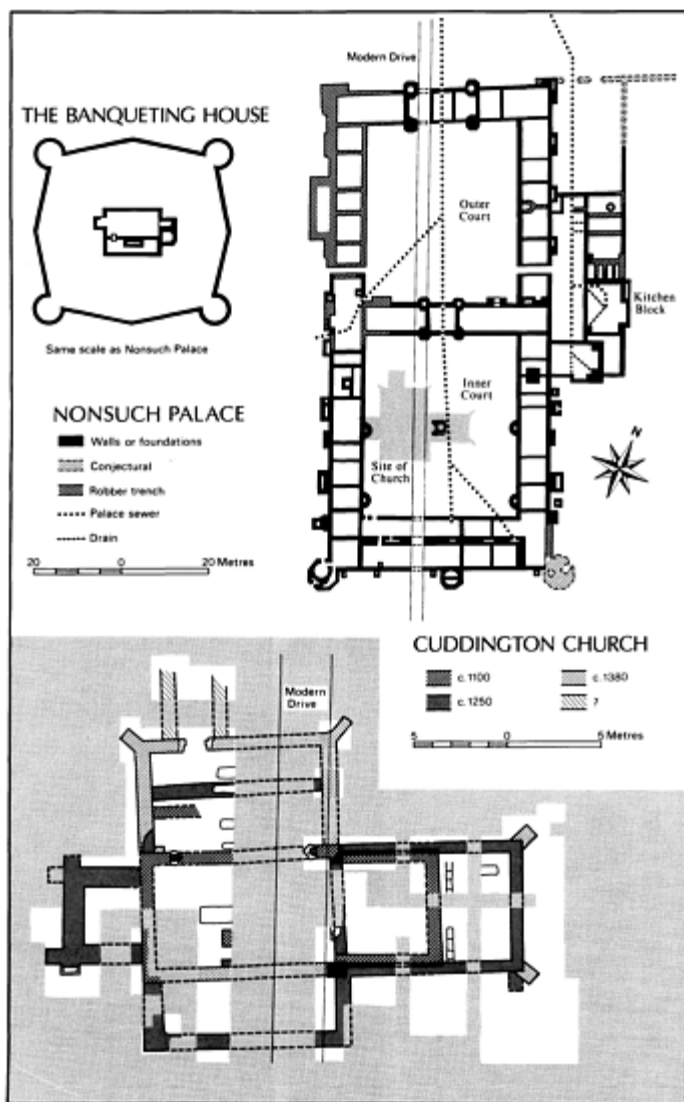 Modern Drive
THE BANQUETING HOUSE
Outer
Court
Kitchen
Block
Same scale as Nonsuch Palace
Inner
Court
NONSUCH PALACE
Walls or foundations
Conjectural
Robber trench
Palace sewer
Drain
Site of
Church
N
20 0 20 Metres
CUDDINGTON CHURCH
c.1100
c.1250
c.1380
?
5 0 5 Metres
Modern
Drive